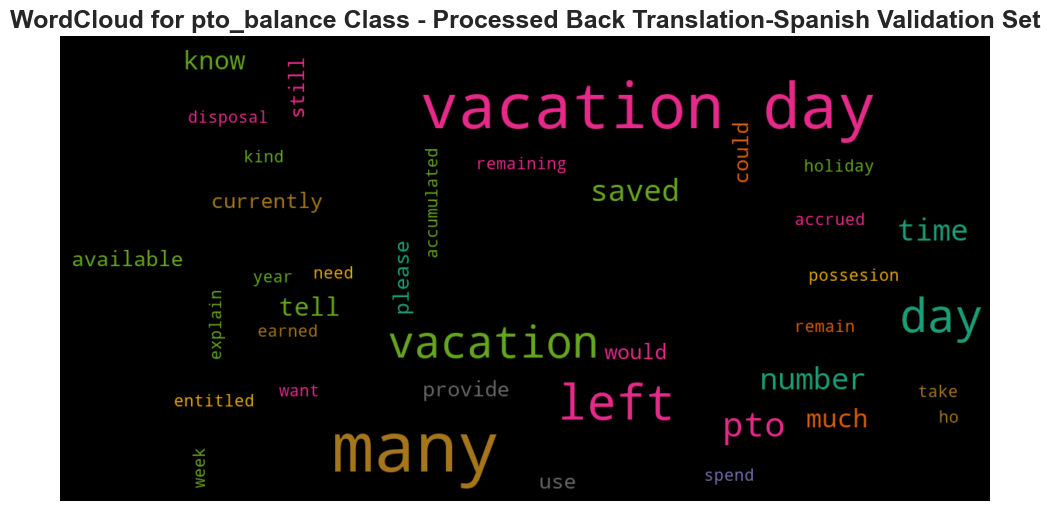 WordCloud for pto_balance Class - Processed Back Translation-Spanish Validation Set
know
still
vacation day
disposal
could
kind
accumulated
remaining
holiday
saved
currently
accrued
time
available
please
year
need
possesion
tell
day
explain
earned
remain
vacation
would
number
left
provide
want
entitled
take
pto
much
ho
many
week
use
spend